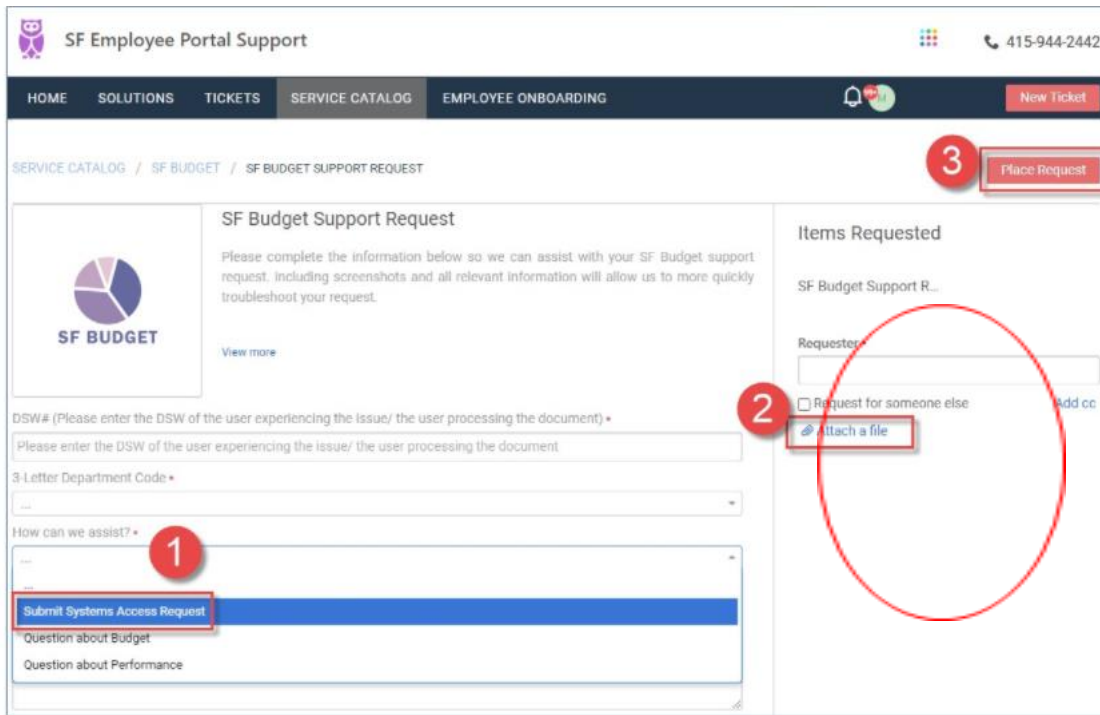 SF Employee Portal Support
415-944-2442
HOME SOLUTIONS TICKETS SERVICE CATALOG EMPLOYEE ONBOARDING
New Ticket
SERVICE CATALOG / SF BUDGET / SF BUDGET SUPPORT REQUEST
3
Place Request
SF BUDGET
SF Budget Support Request
Please complete the information below so we can assist with your SF Budget support
request. Including screenshots and all relevant information will allow us to more quickly
troubleshoot your request.
View more
DSW# (Please enter the DSW of the user experiencing the issue/ the user processing the document) •
Please enter the DSW of the user experiencing the issue/ the user processing the document
3-Letter Department Code •
...
How can we assist? •
1
...
...
Submit Systems Access Request
Question about Budget
Question about Performance
Items Requested
SF Budget Support R...
Requester •
Request for someone else
Add cc
2
Attach a file